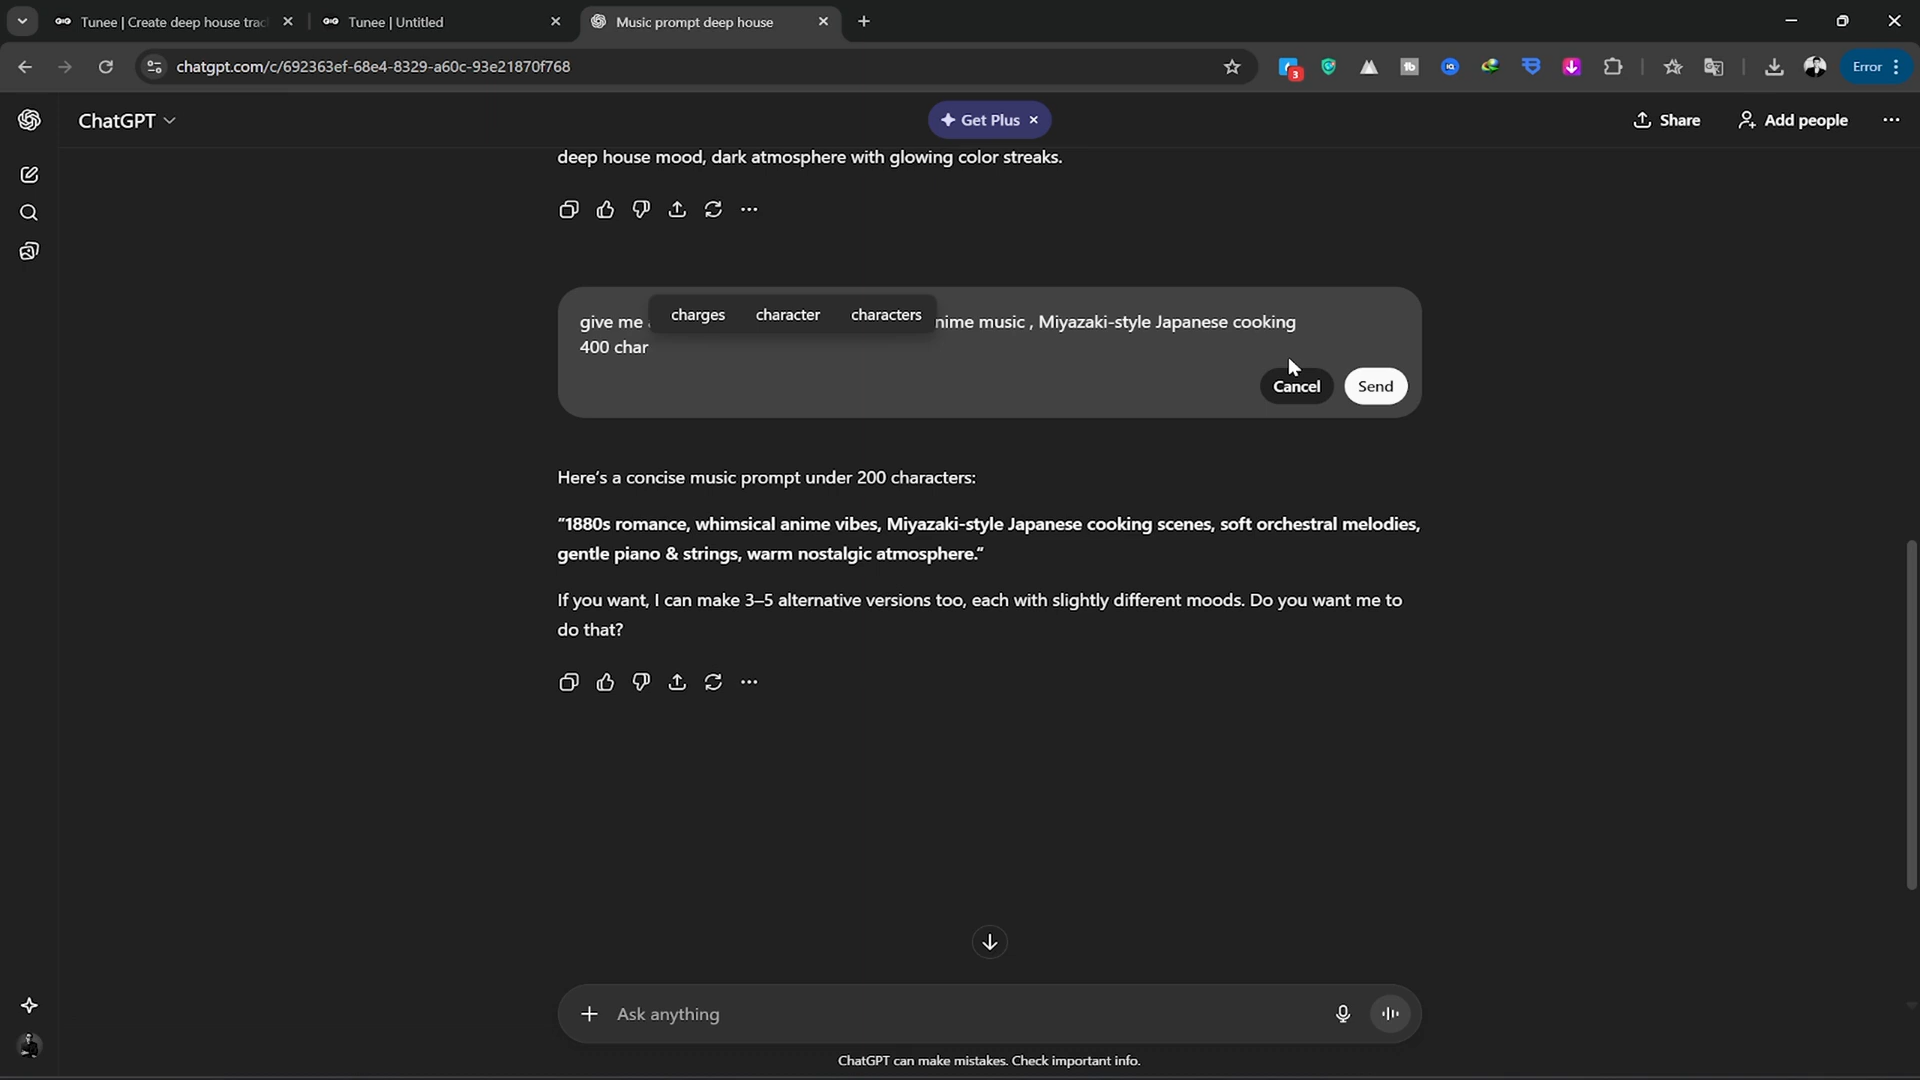 Tunee | Create deep house trac
Tunee | Untitled
Music prompt deep house
chatgpt.com/c/692363ef-68e4-8329-a60c-93e21870f768
3
tb
IQ
Error
ChatGPT
Get Plus
Share
Add people
deep house mood, dark atmosphere with glowing color streaks.
charges character characters
give me nime music , Miyazaki-style Japanese cooking
400 char
Cancel
Send
Here's a concise music prompt under 200 characters:
"1880s romance, whimsical anime vibes, Miyazaki-style Japanese cooking scenes, soft orchestral melodies,
gentle piano & strings, warm nostalgic atmosphere."
If you want, I can make 3–5 alternative versions too, each with slightly different moods. Do you want me to
do that?
Ask anything
ChatGPT can make mistakes. Check important info.